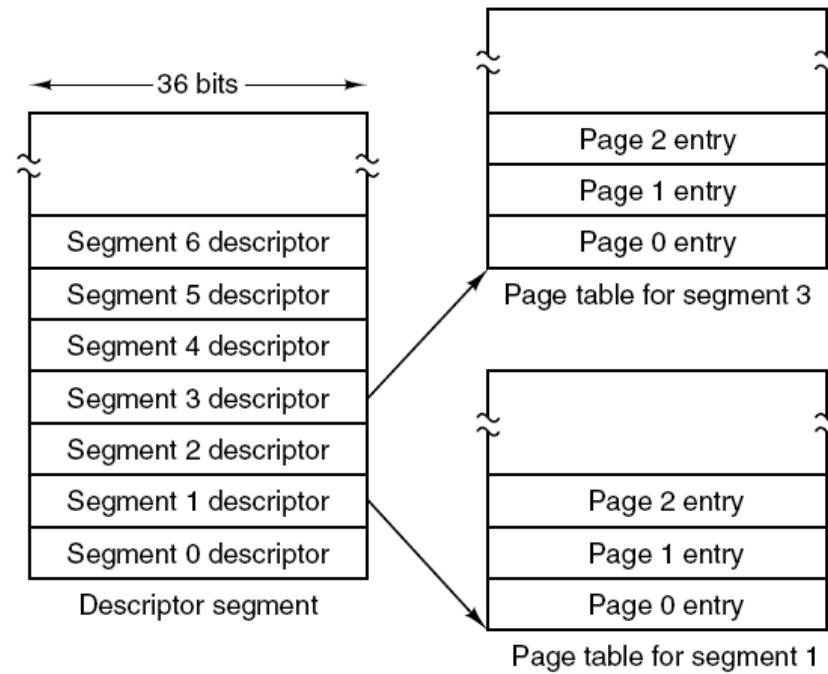 36 bits
Segment 6 descriptor
Segment 5 descriptor
Segment 4 descriptor
Segment 3 descriptor
Segment 2 descriptor
Segment 1 descriptor
Segment 0 descriptor
Descriptor segment
Page 2 entry
Page 1 entry
Page 0 entry
Page table for segment 3
Page 2 entry
Page 1 entry
Page 0 entry
Page table for segment 1